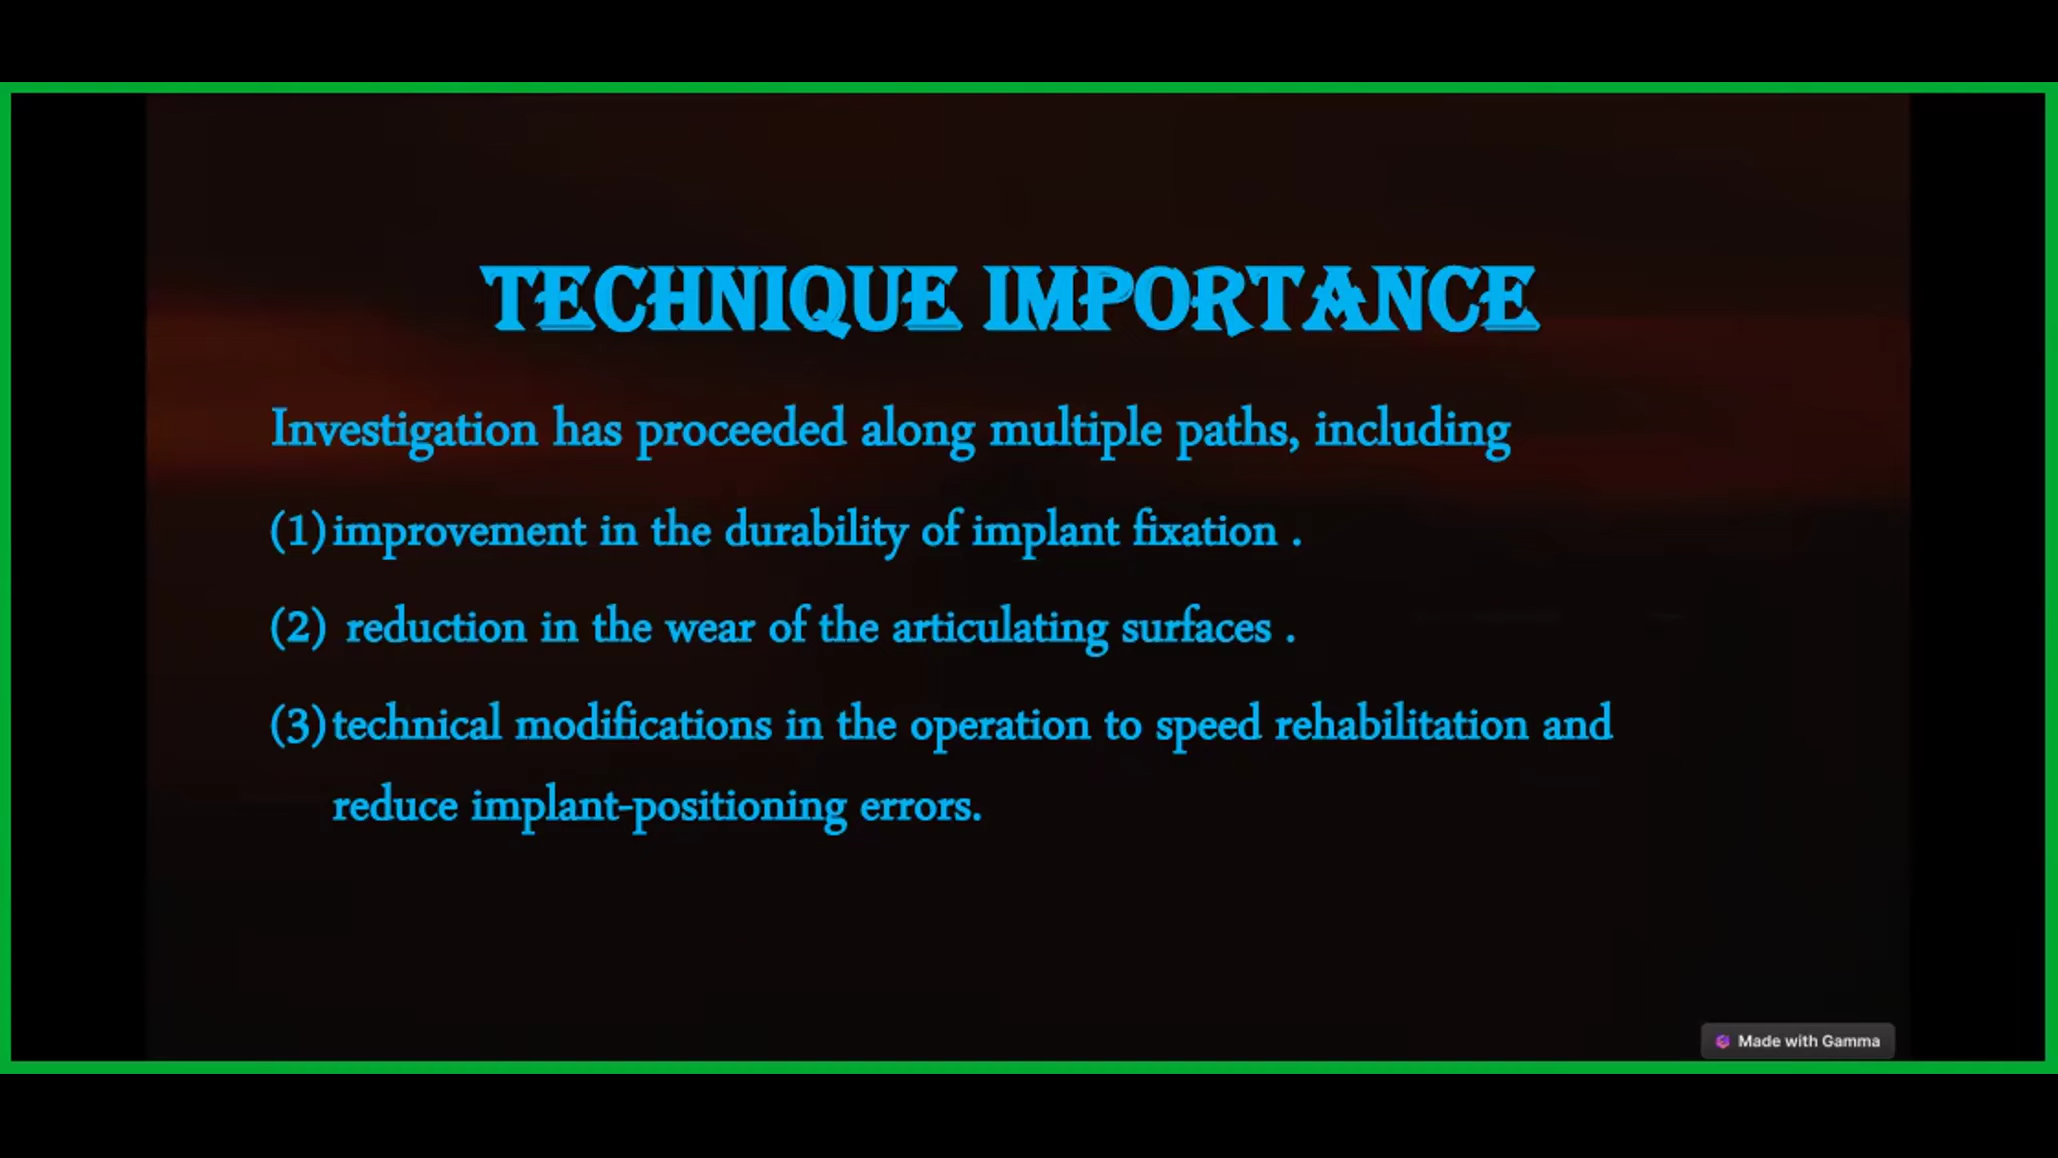 TECHNIQUE IMPORTANCE
Investigation has proceeded along multiple paths, including
(1) improvement in the durability of implant fixation .
(2) reduction in the wear of the articulating surfaces .
(3) technical modifications in the operation to speed rehabilitation and
reduce implant-positioning errors.
Made with Gamma